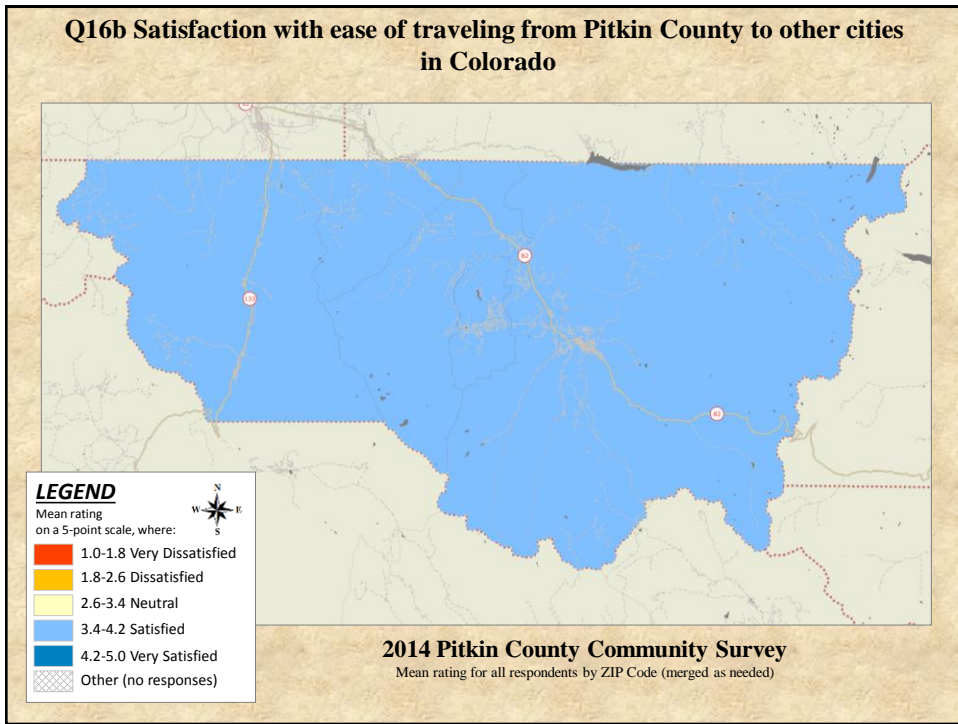 Q16b Satisfaction with ease of traveling from Pitkin County to other cities
in Colorado
82
133
82
LEGEND
Mean rating
on a 5-point scale, where:
N
W
E
S
1.0-1.8 Very Dissatisfied
1.8-2.6 Dissatisfied
2.6-3.4 Neutral
3.4-4.2 Satisfied
4.2-5.0 Very Satisfied
Other (no responses)
2014 Pitkin County Community Survey
Mean rating for all respondents by ZIP Code (merged as needed)